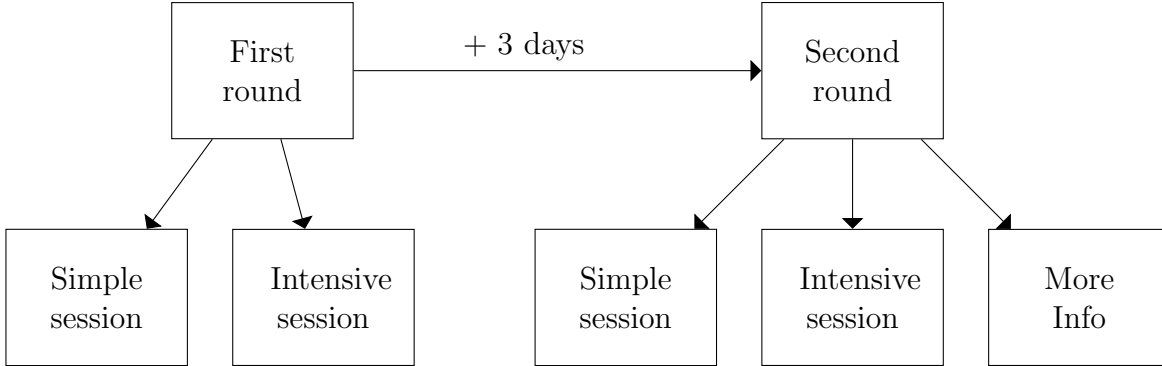 First
round
+ 3 days
Second
round
Simple
session
Intensive
session
Simple
session
Intensive
session
More
Info